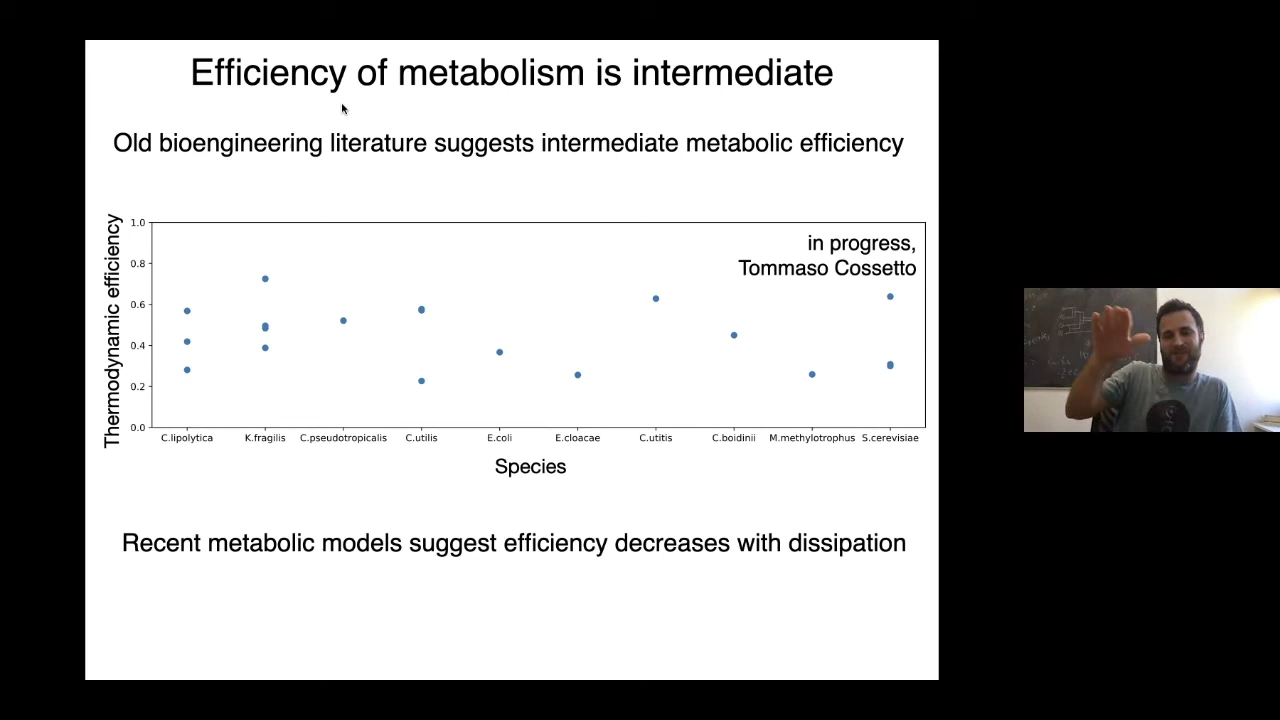 Efficiency of metabolism is intermediate
Old bioengineering literature suggests intermediate metabolic efficiency
Thermodynamic efficiency
1.0
0.8
0.6
0.4
0.2
0.0
in progress,
Tommaso Cossetto
C.lipolytica K.fragilis C.pseudotropicalis C.utilis E.coli E.cloacae C.utitis C.boidinii M.methylotrophus S.cerevisiae
Species
Recent metabolic models suggest efficiency decreases with dissipation